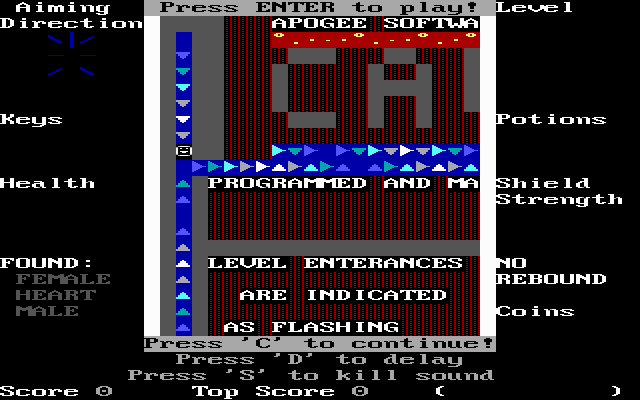 Aiming Press ENTER to play! Level
Direction APOGEE SOFTWA
CA
Keys Potions
Health PROGRAMMED AND MA Shield
Strength
FOUND: LEVEL ENTERANCES NO
FEMALE REBOUND
HEART ARE INDICATED
MALE Coins
AS FLASHING
Press 'C' to continue!
Press 'D' to delay
Press 'S' to kill sound
Score 0 Top Score 0 ( )